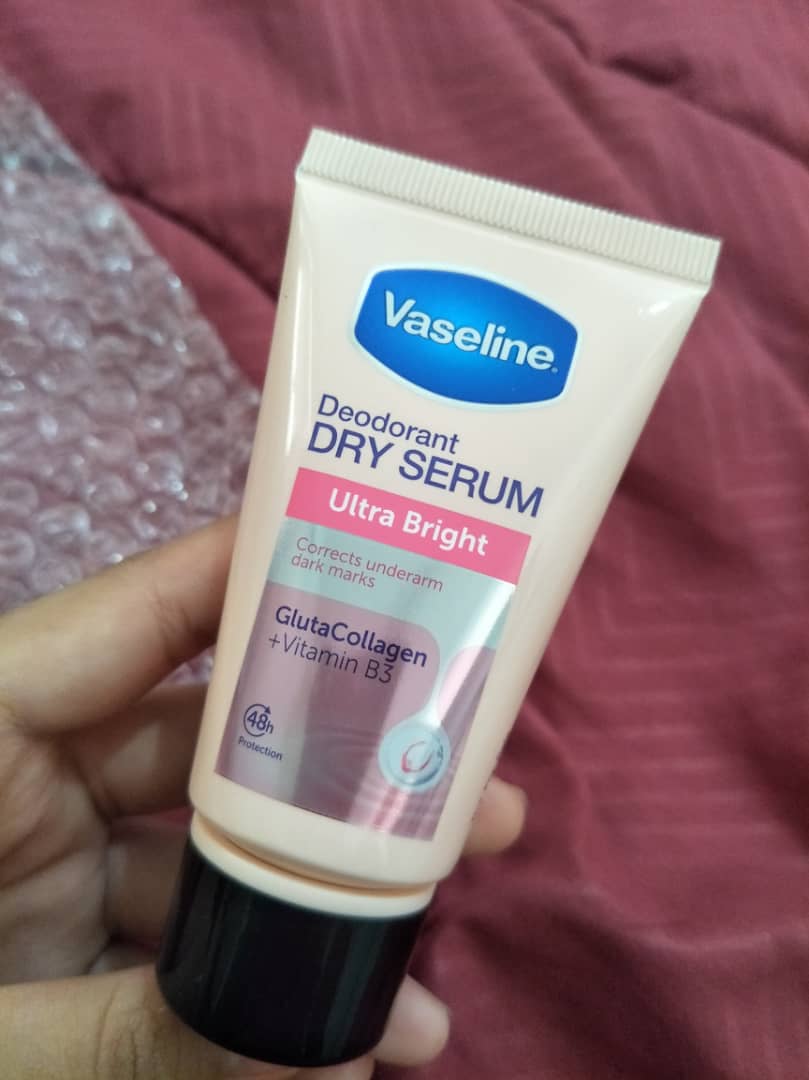 Vaseline
Deodorant
DRY SERUM
Ultra Bright
Corrects underarm
dark marks
GlutaCollagen
+Vitamin B3
48h
Protection